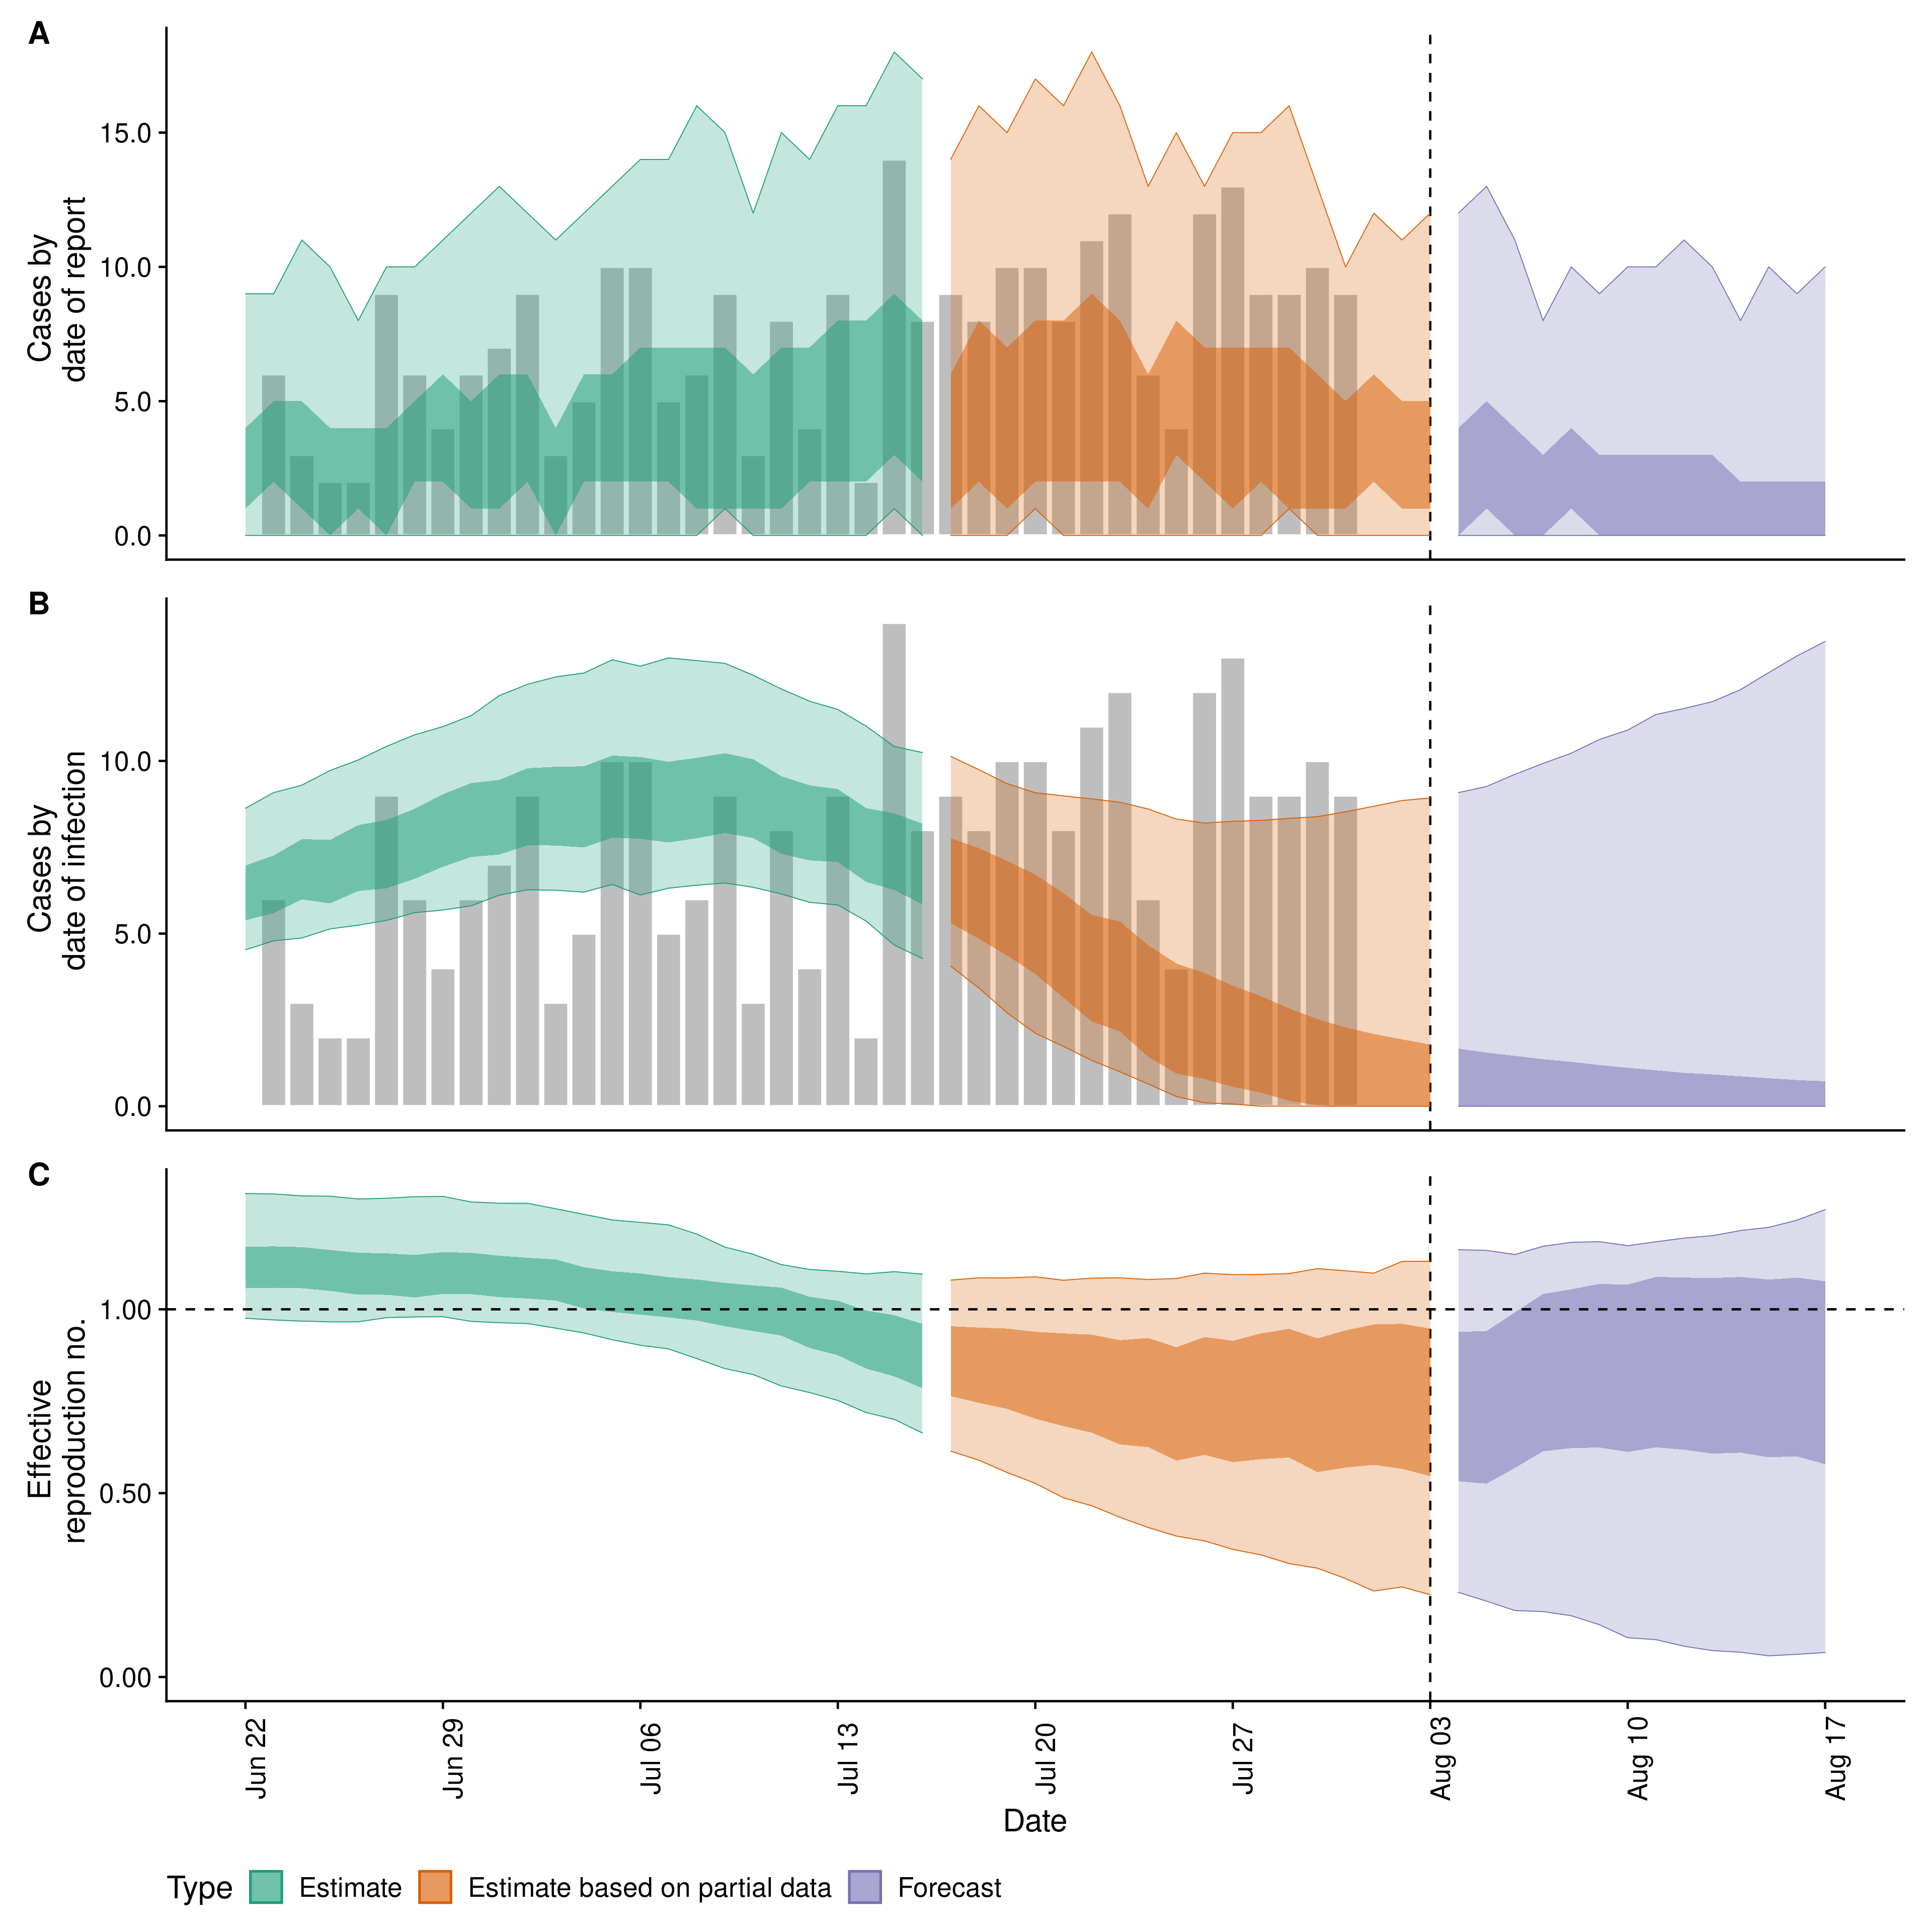 A
Cases by
date of report
15.0
10.0
5.0
0.0
B
Cases by
date of infection
10.0
5.0
0.0
C
Effective
reproduction no.
1.00
0.50
0.00
Jun 22
Jun 29
Jul 06
Jul 13
Jul 20
Jul 27
Aug 03
Aug 10
Aug 17
Date
Type Estimate Estimate based on partial data Forecast